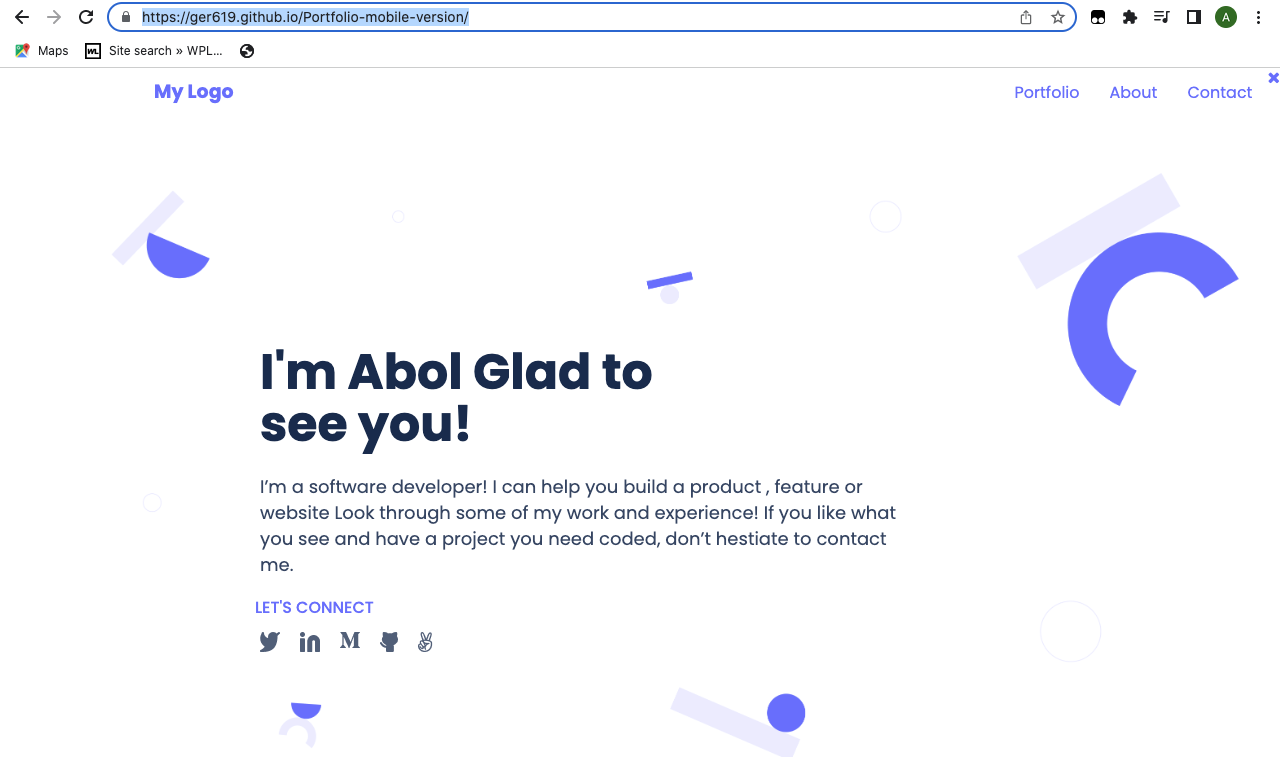 https://ger619.github.io/Portfolio-mobile-version/
A
Maps
WL Site search » WPL...
My Logo
Portfolio About Contact
I'm Abol Glad to
see you!
I’m a software developer! I can help you build a product , feature or
website Look through some of my work and experience! If you like what
you see and have a project you need coded, don’t hestiate to contact
me.
LET'S CONNECT
in M